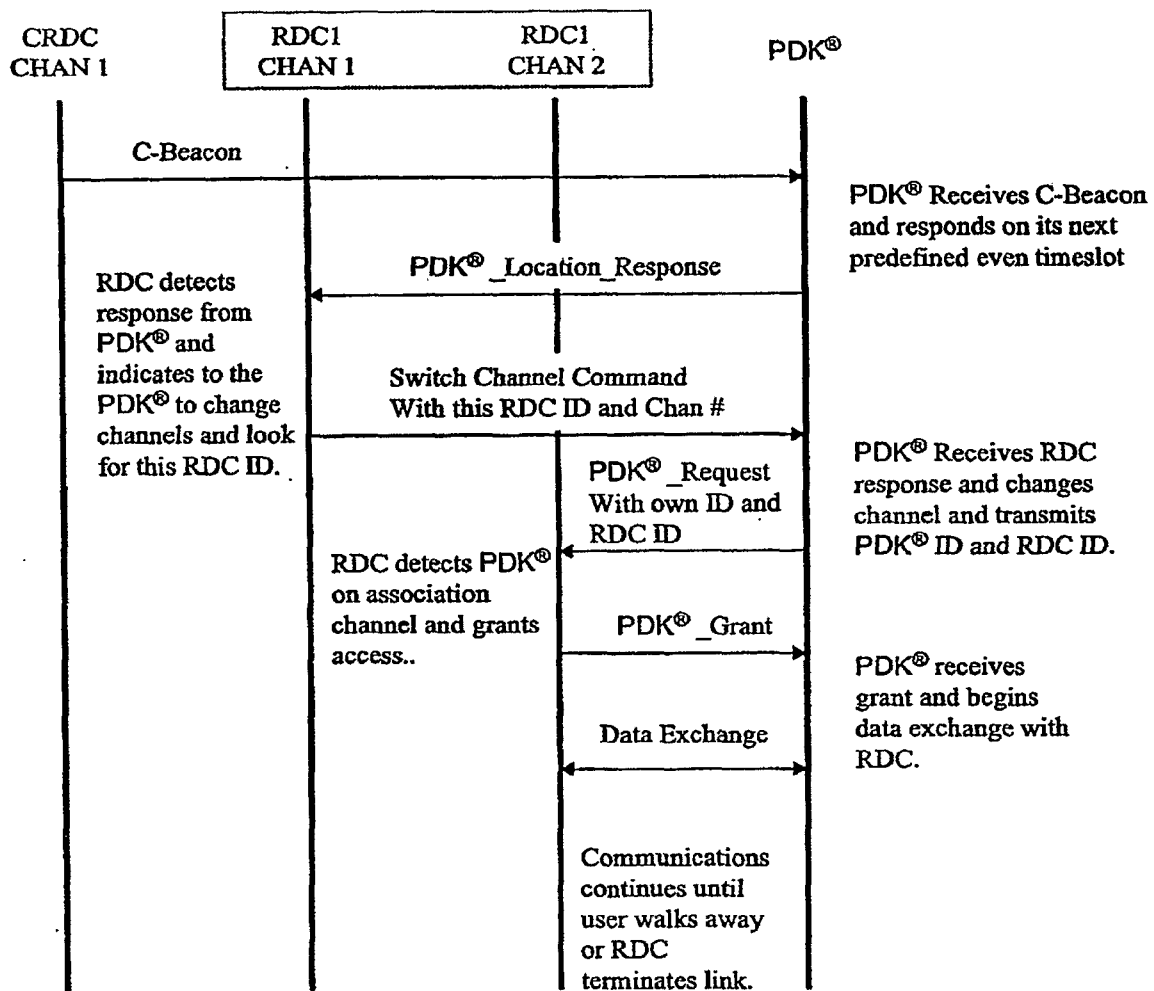 CRDC
CHAN 1
RDC1
CHAN 1
RDC1
CHAN 2
PDK®
C-Beacon
PDK® Receives C-Beacon
and responds on its next
predefined even timeslot
PDK® _Location_Response
RDC detects
response from
PDK® and
indicates to the
PDK® to change
channels and look
for this RDC ID.
Switch Channel Command
With this RDC ID and Chan #
PDK® Receives RDC
response and changes
channel and transmits
PDK® ID and RDC ID.
PDK® _Request
With own ID and
RDC ID
RDC detects PDK®
on association
channel and grants
access..
PDK® _Grant
PDK® receives
grant and begins
data exchange with
RDC.
Data Exchange
Communications
continues until
user walks away
or RDC
terminates link.